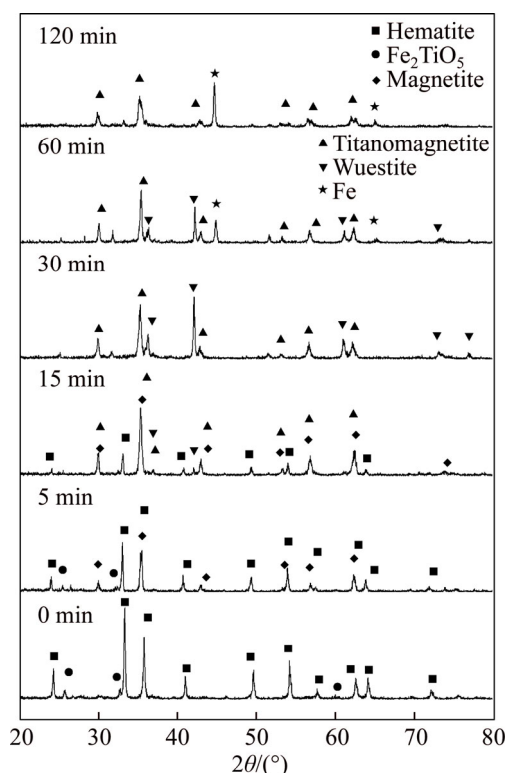 120 min
■ Hematite
● Fe₂TiO₅
◆ Magnetite
60 min
▲ Titanomagnetite
▼ Wuestite
★ Fe
30 min
15 min
5 min
0 min
20 30 40 50 60 70 80
2θ/(°)